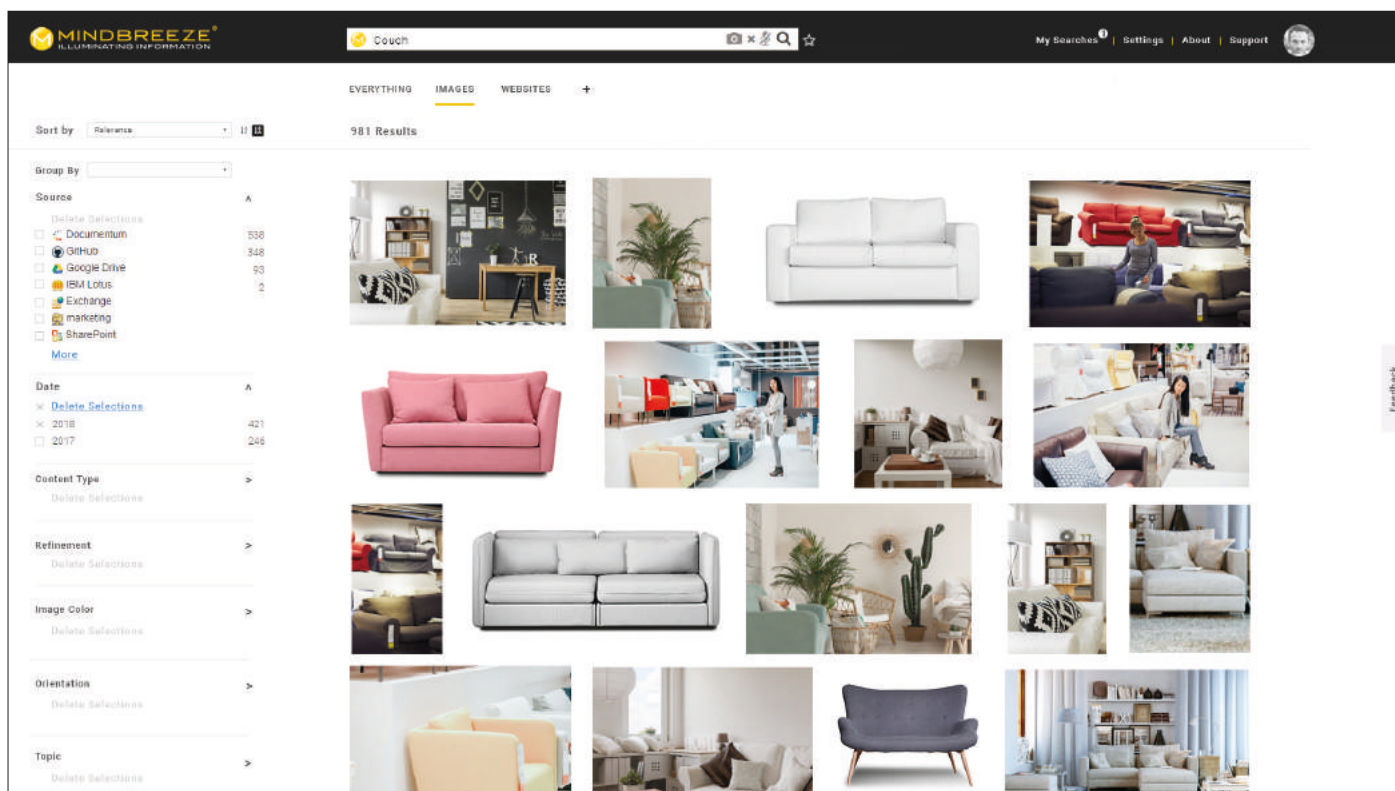 MINDBREEZE®
ILLUMINATING INFORMATION
Couch
My Searches 1 | Settings | About | Support
EVERYTHING IMAGES WEBSITES +
Sort by Relevance
981 Results
Group By
Source
Delete Selections
Documentum 538
GitHub 348
Google Drive 93
IBM Lotus 2
Exchange
marketing
SharePoint
More
Date
Delete Selections
2018 421
2017 246
Content Type
Delete Selections
Refinement
Delete Selections
Image Color
Delete Selections
Orientation
Delete Selections
Topic
Delete Selections
Feedback